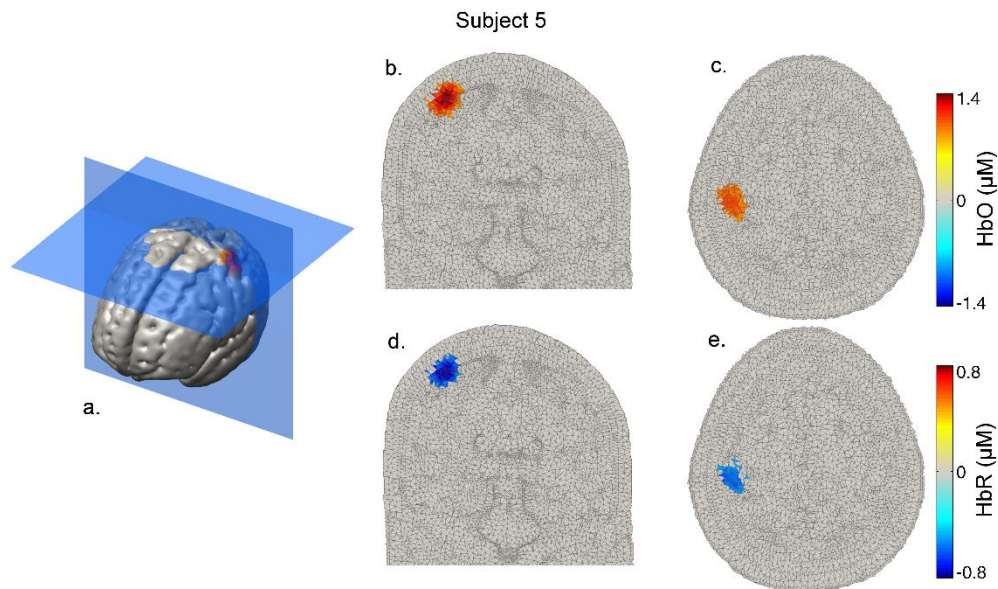 Subject 5
a.
b.
c.
1.4
0
-1.4
HbO (μM)
d.
e.
0.8
0
-0.8
HbR (μM)